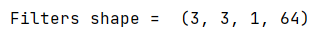 Filters shape =  (3, 3, 1, 64)